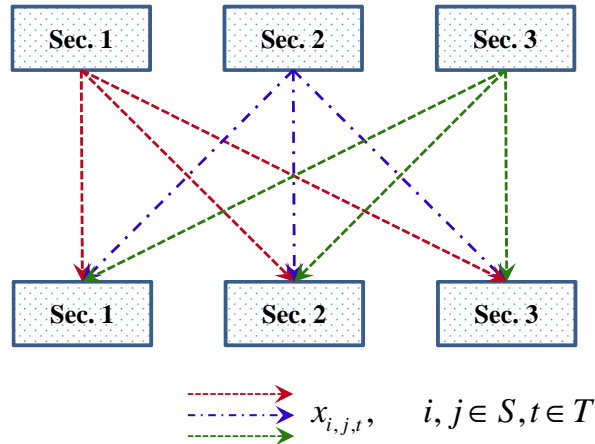 Sec. 1 Sec. 2 Sec. 3
Sec. 1 Sec. 2 Sec. 3
x_{i,j,t}, i, j ∈ S, t ∈ T